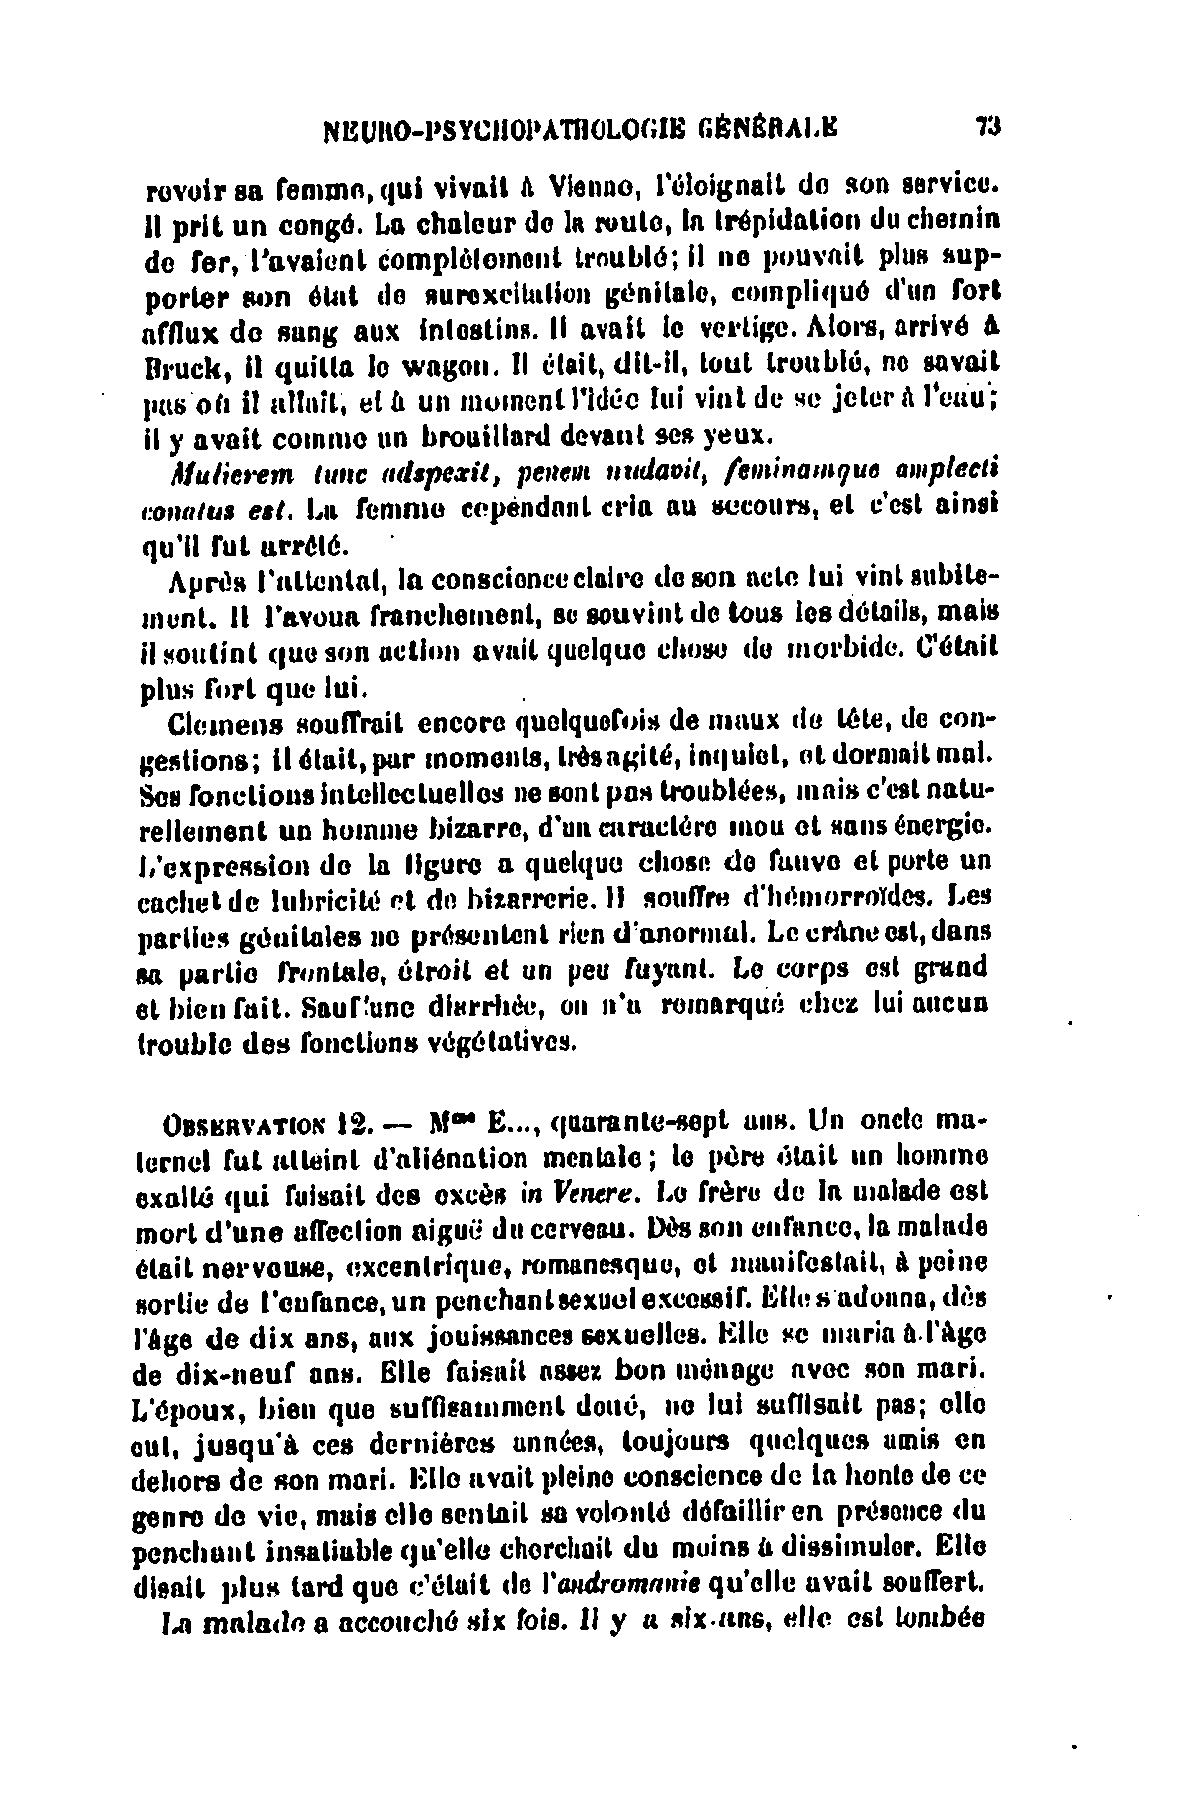 NEURO-PSYCHOPATHOLOGIE GÉNÉRALE 73
revoir sa femme, qui vivait à Vienne, l'éloignait de son service.
Il prit un congé. La chaleur de la route, la trépidation du chemin
de fer, l'avaient complètement troublé; il ne pouvait plus sup-
porter son état de surexcitation génitale, compliqué d'un fort
afflux de sang aux intestins. Il avait le vertige. Alors, arrivé à
Bruck, il quitta le wagon. Il était, dit-il, tout troublé, ne savait
pas où il allait, et à un moment l'idée lui vint de se jeter à l'eau;
il y avait comme un brouillard devant ses yeux.
Mulierem tunc adspexit, penem nudavit, feminamque amplecti
conatus est. La femme cependant cria au secours, et c'est ainsi
qu'il fut arrêté.
Après l'attentat, la conscience claire de son acte lui vint subite-
ment. Il l'avoua franchement, se souvint de tous les détails, mais
il soutint que son action avait quelque chose de morbide. C'était
plus fort que lui.
Clemens souffrait encore quelquefois de maux de tête, de con-
gestions; il était, par moments, très agité, inquiet, et dormait mal.
Ses fonctions intellectuelles ne sont pas troublées, mais c'est natu-
rellement un homme bizarre, d'un caractère mou et sans énergie.
L'expression de la figure a quelque chose de fauve et porte un
cachet de lubricité et de bizarrerie. Il souffre d'hémorroïdes. Les
parties génitales ne présentent rien d'anormal. Le crâne est, dans
sa partie frontale, étroit et un peu fuyant. Le corps est grand
et bien fait. Sauf une diarrhée, on n'a remarqué chez lui aucun
trouble des fonctions végétatives.
OBSERVATION 12. — Mme E..., quarante-sept ans. Un oncle ma-
ternel fut atteint d'aliénation mentale; le père était un homme
exalté qui faisait des excès in Venere. Le frère de la malade est
mort d'une affection aiguë du cerveau. Dès son enfance, la malade
était nerveuse, excentrique, romanesque, et manifestait, à peine
sortie de l'enfance, un penchant sexuel excessif. Elle s'adonna, dès
l'âge de dix ans, aux jouissances sexuelles. Elle se maria à l'âge
de dix-neuf ans. Elle faisait assez bon ménage avec son mari.
L'époux, bien que suffisamment doué, ne lui suffisait pas; elle
eut, jusqu'à ces dernières années, toujours quelques amis en
dehors de son mari. Elle avait pleine conscience de la honte de ce
genre de vie, mais elle sentait sa volonté défaillir en présence du
penchant insatiable qu'elle cherchait du moins à dissimuler. Elle
disait plus tard que c'était de l'andromanie qu'elle avait souffert.
La malade a accouché six fois. Il y a six ans, elle est tombée